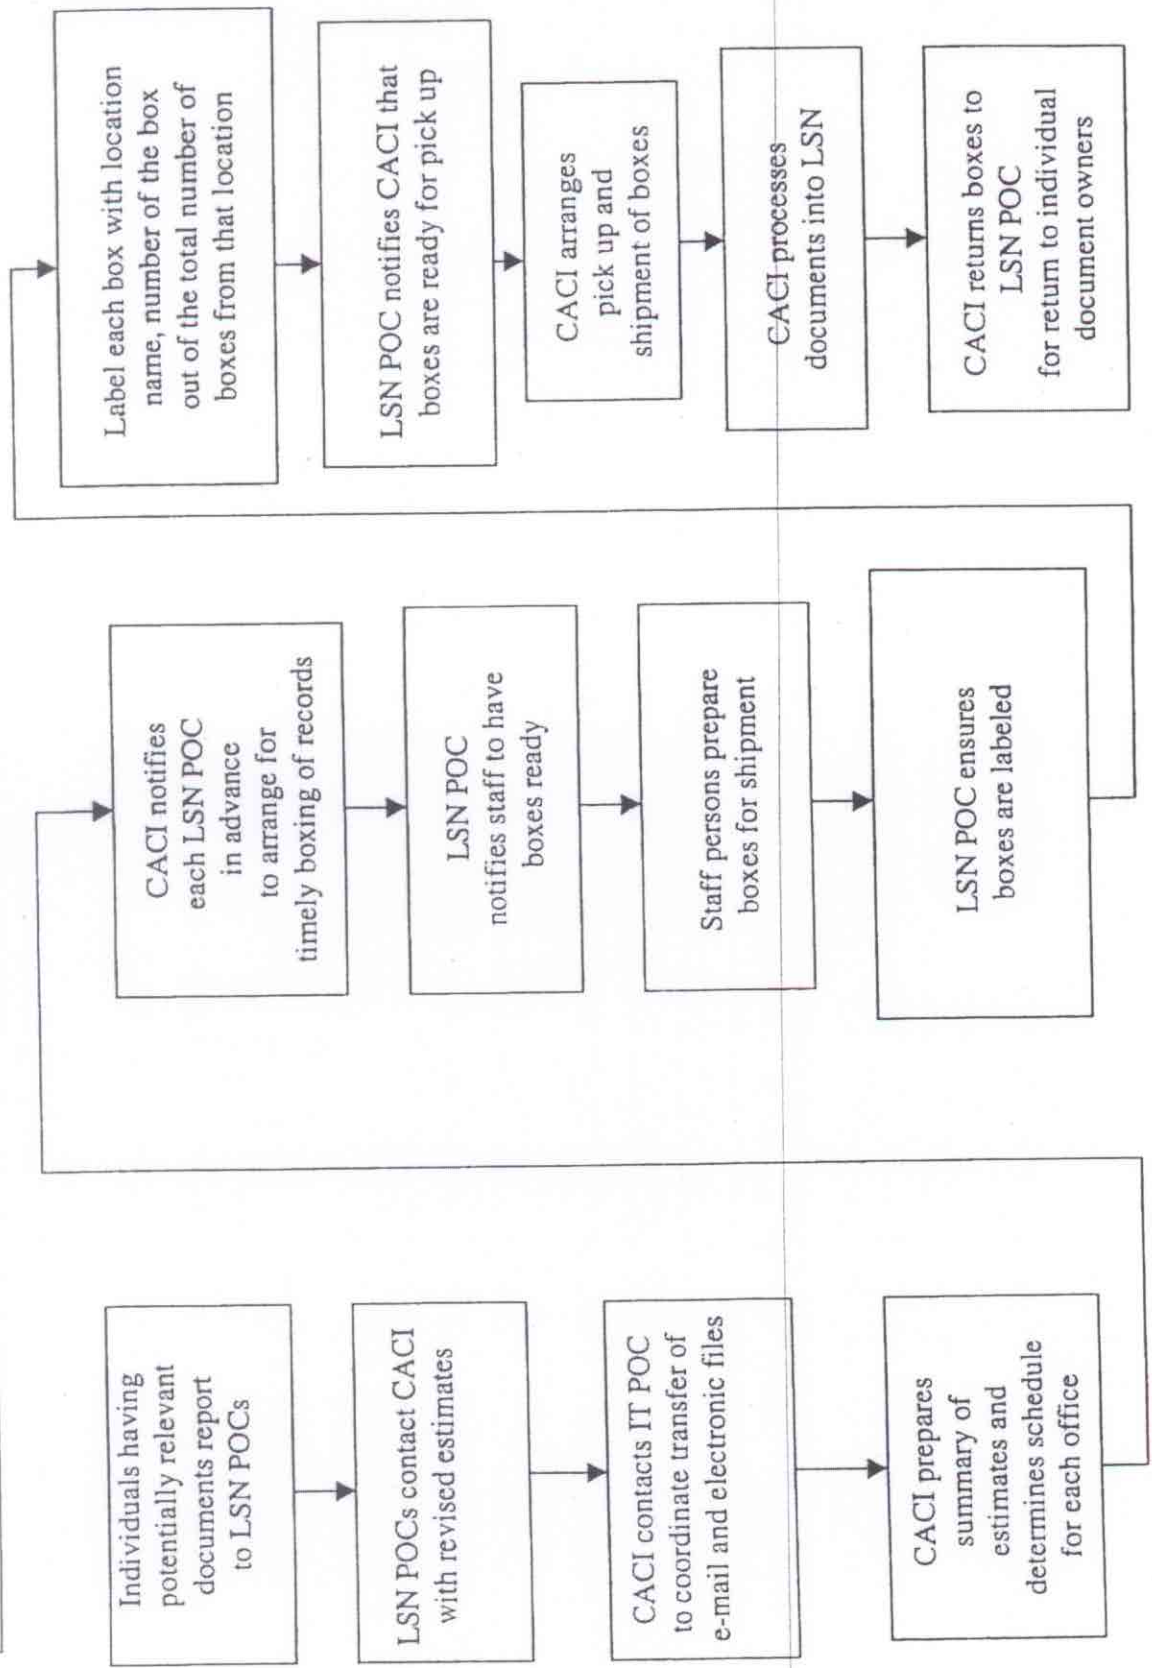 Individuals having
potentially relevant
documents report
to LSN POCs
LSN POCs contact CACI
with revised estimates
CACI contacts IT POC
to coordinate transfer of
e-mail and electronic files
CACI prepares
summary of
estimates and
determines schedule
for each office
CACI notifies
each LSN POC
in advance
to arrange for
timely boxing of records
LSN POC
notifies staff to have
boxes ready
Staff persons prepare
boxes for shipment
LSN POC ensures
boxes are labeled
Label each box with location
name, number of the box
out of the total number of
boxes from that location
LSN POC notifies CACI that
boxes are ready for pick up
CACI arranges
pick up and
shipment of boxes
CACI processes
documents into LSN
CACI returns boxes to
LSN POC
for return to individual
document owners